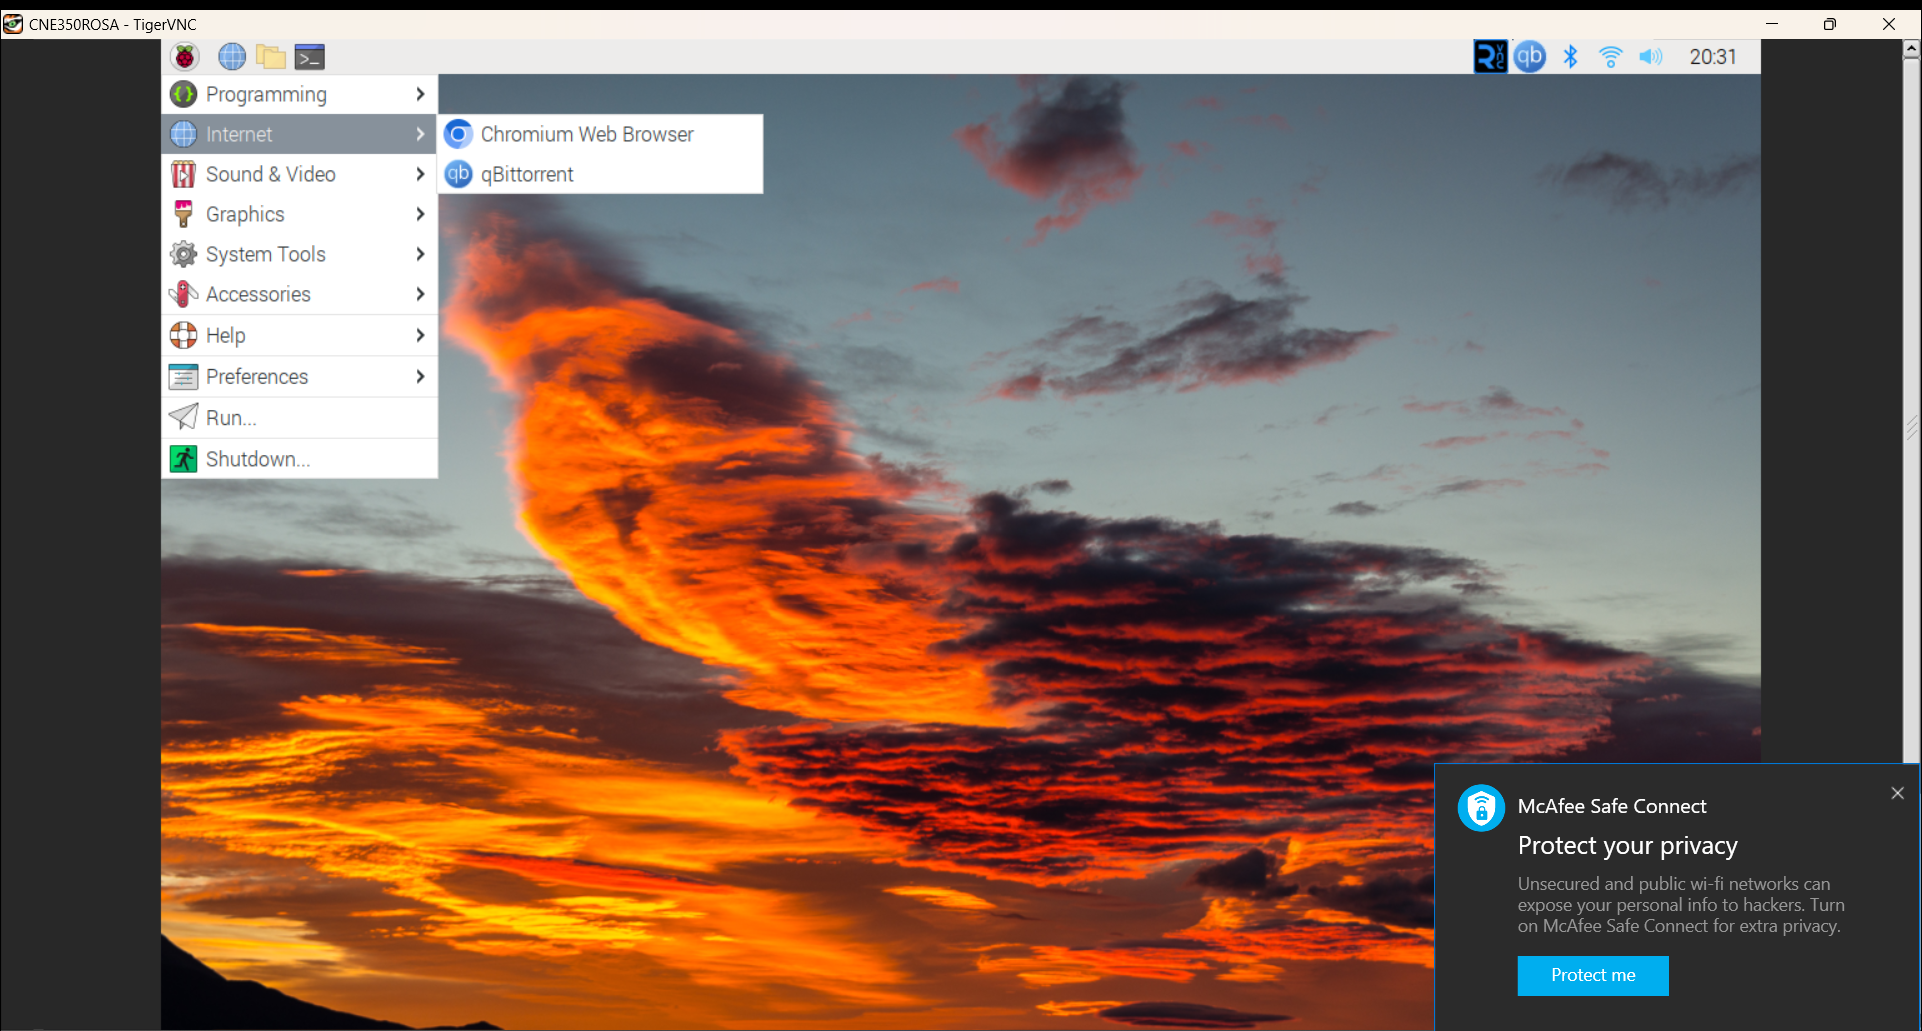 CNE350ROSA - TigerVNC
qb
20:31
Programming
Internet
Chromium Web Browser
Sound & Video
qb qBittorrent
Graphics
System Tools
Accessories
Help
Preferences
Run...
Shutdown...
McAfee Safe Connect
Protect your privacy
Unsecured and public wi-fi networks can
expose your personal info to hackers. Turn
on McAfee Safe Connect for extra privacy.
Protect me